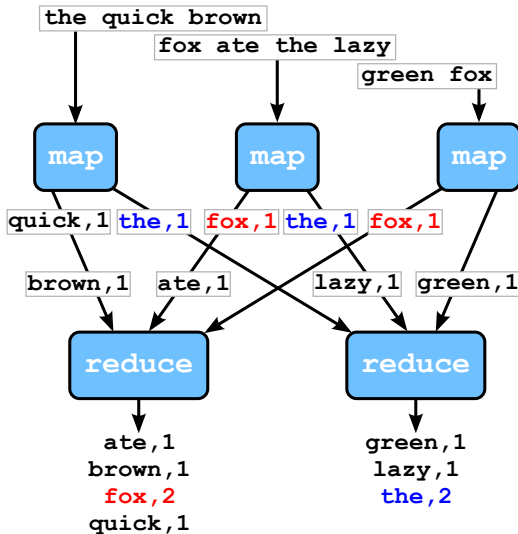 the quick brown
fox ate the lazy
green fox
map map map
quick,1 the,1 fox,1 the,1 fox,1
brown,1 ate,1 lazy,1 green,1
reduce reduce
ate,1 green,1
brown,1 lazy,1
fox,2 the,2
quick,1